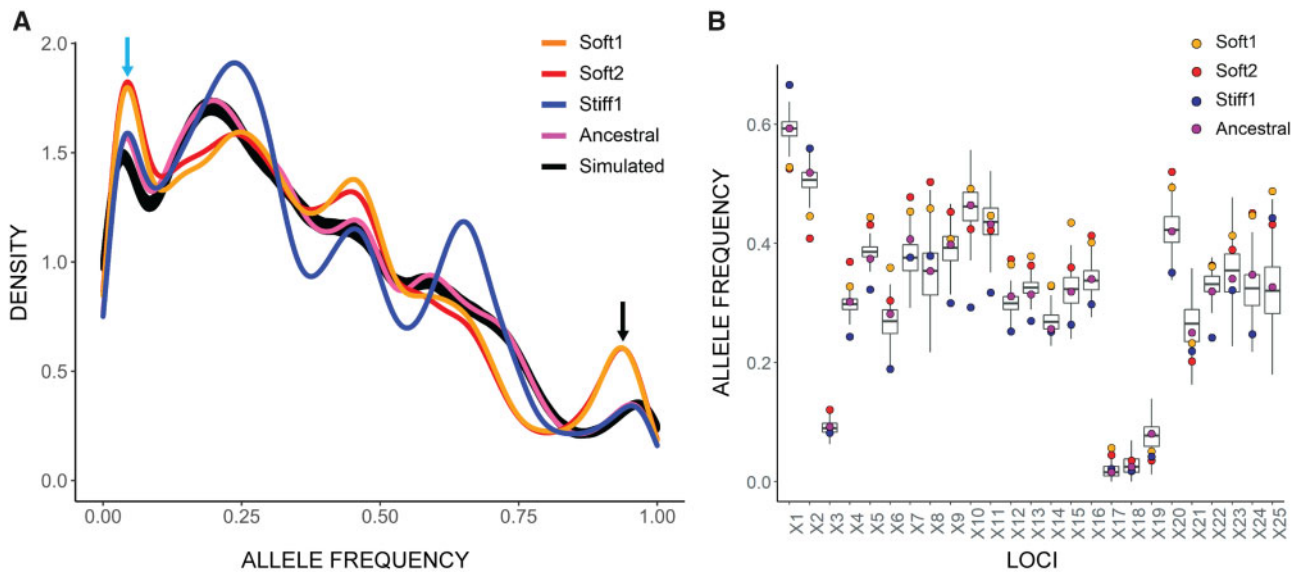 A
DENSITY
2.0
1.5
1.0
0.5
0.0
0.00 0.25 0.50 0.75 1.00
ALLELE FREQUENCY
Soft1
Soft2
Stiff1
Ancestral
Simulated
B
ALLELE FREQUENCY
0.6
0.4
0.2
0.0
X1 X2 X3 X4 X5 X6 X7 X8 X9 X10 X11 X12 X13 X14 X15 X16 X17 X18 X19 X20 X21 X22 X23 X24 X25
LOCI
Soft1
Soft2
Stiff1
Ancestral